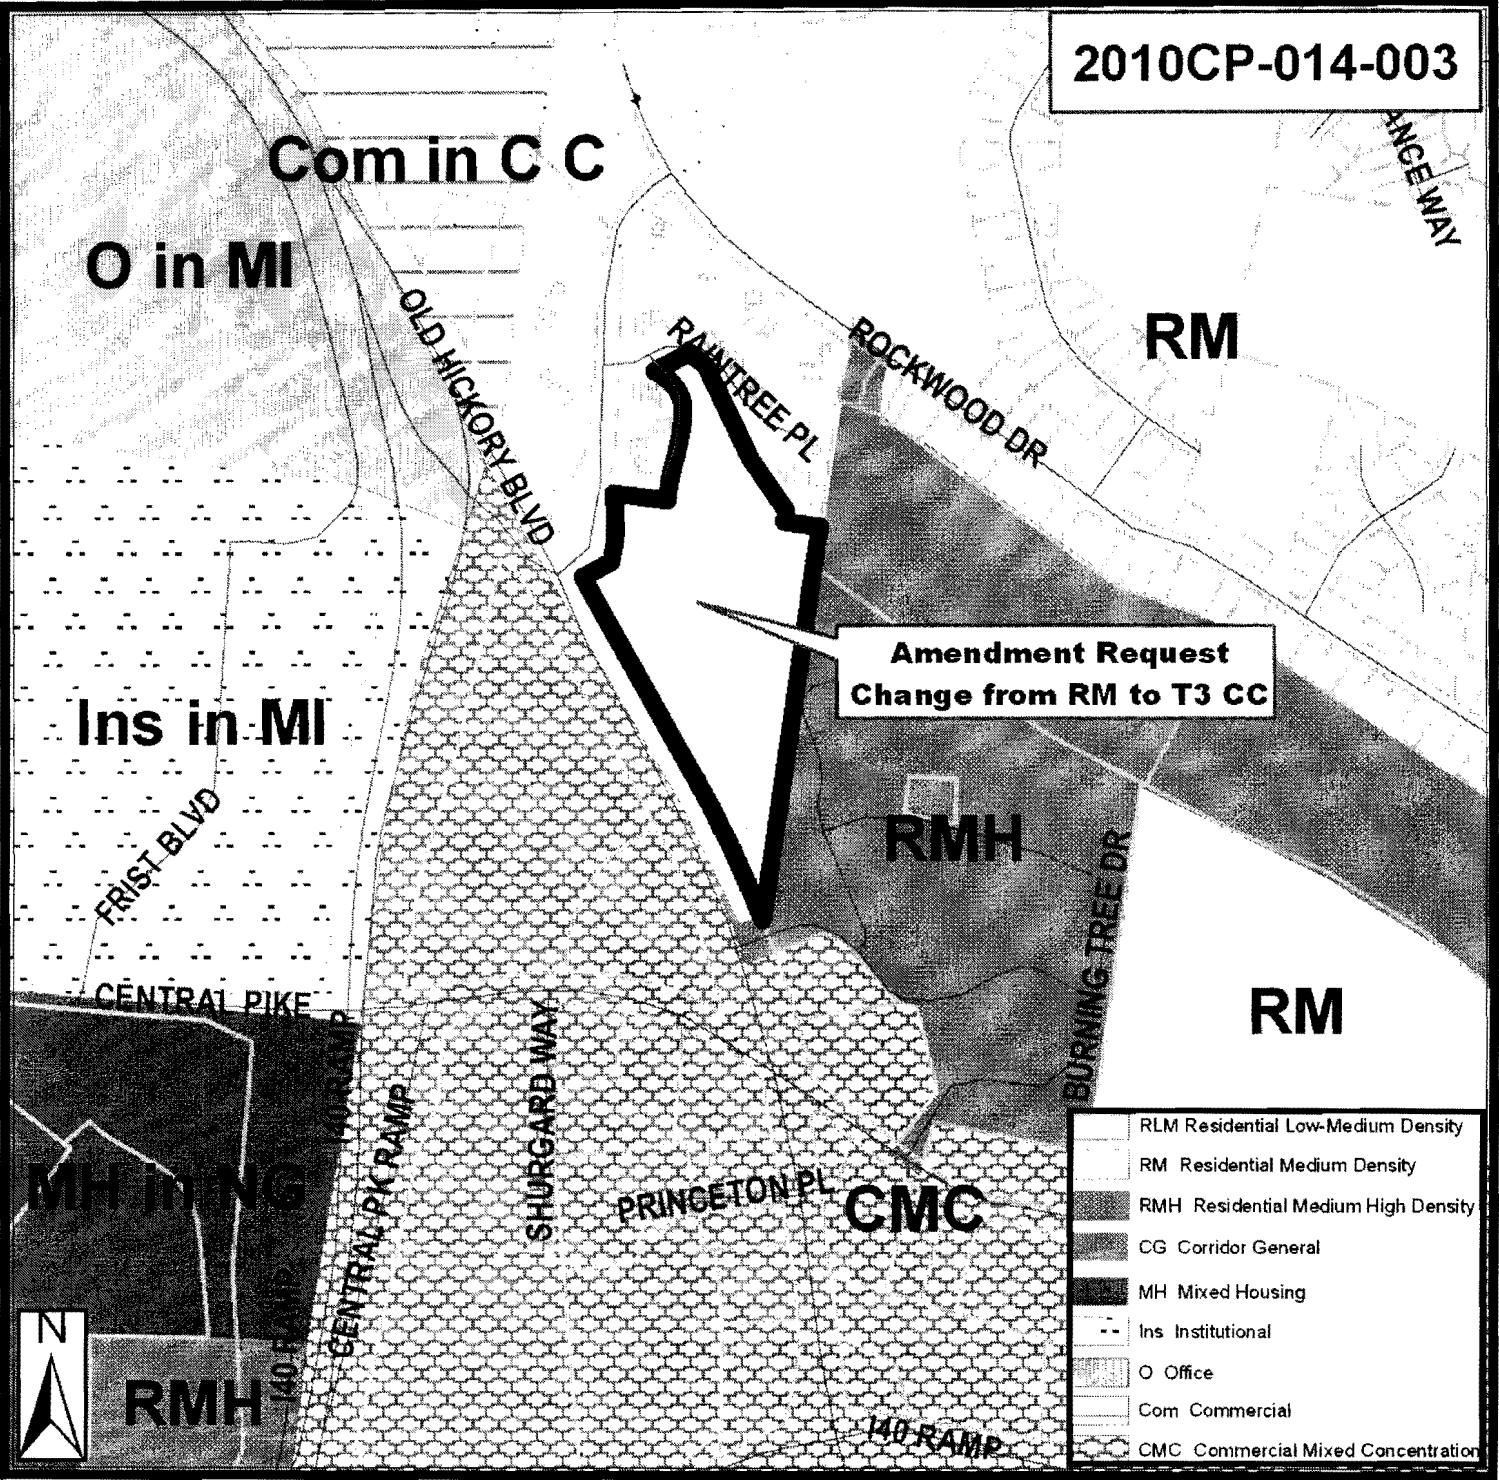 2010CP-014-003
ANCE WAY
Com in C C
O in MI
OLD HICKORY BLVD
RAINTREE PL
ROCKWOOD DR
RM
Amendment Request
Change from RM to T3 CC
Ins in MI
FRIST BLVD
RMH
BURNING TREE DR
CENTRAL PIKE
I40 RAMP
SHURGARD WAY
RM
CENTRAL PK RAMP
MH in NG
PRINCETON PL
CMC
I40 RAMP
N
RMH
I40 RAMP
RLM Residential Low-Medium Density
RM Residential Medium Density
RMH Residential Medium High Density
CG Corridor General
MH Mixed Housing
Ins Institutional
O Office
Com Commercial
CMC Commercial Mixed Concentration